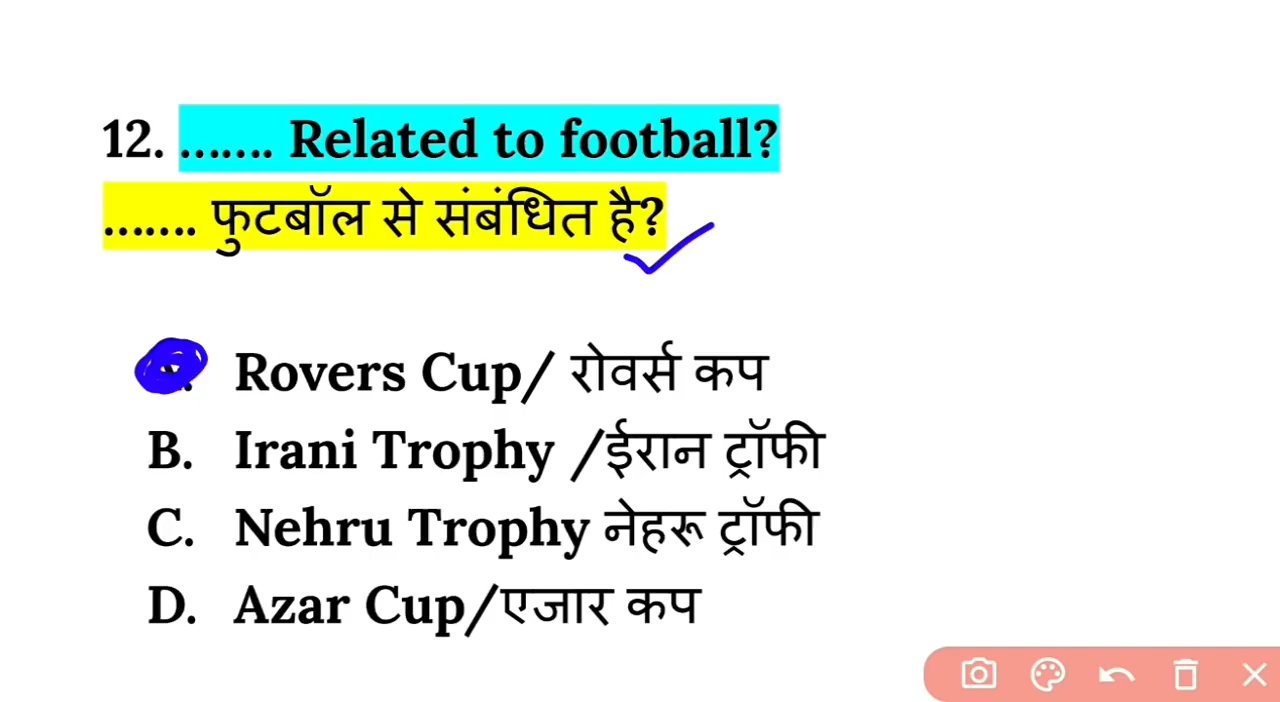 12. ....... Related to football?
....... फुटबॉल से संबंधित है?
Rovers Cup/ रोवर्स कप
B. Irani Trophy /ईरान ट्रॉफी
C. Nehru Trophy नेहरू ट्रॉफी
D. Azar Cup/एजार कप